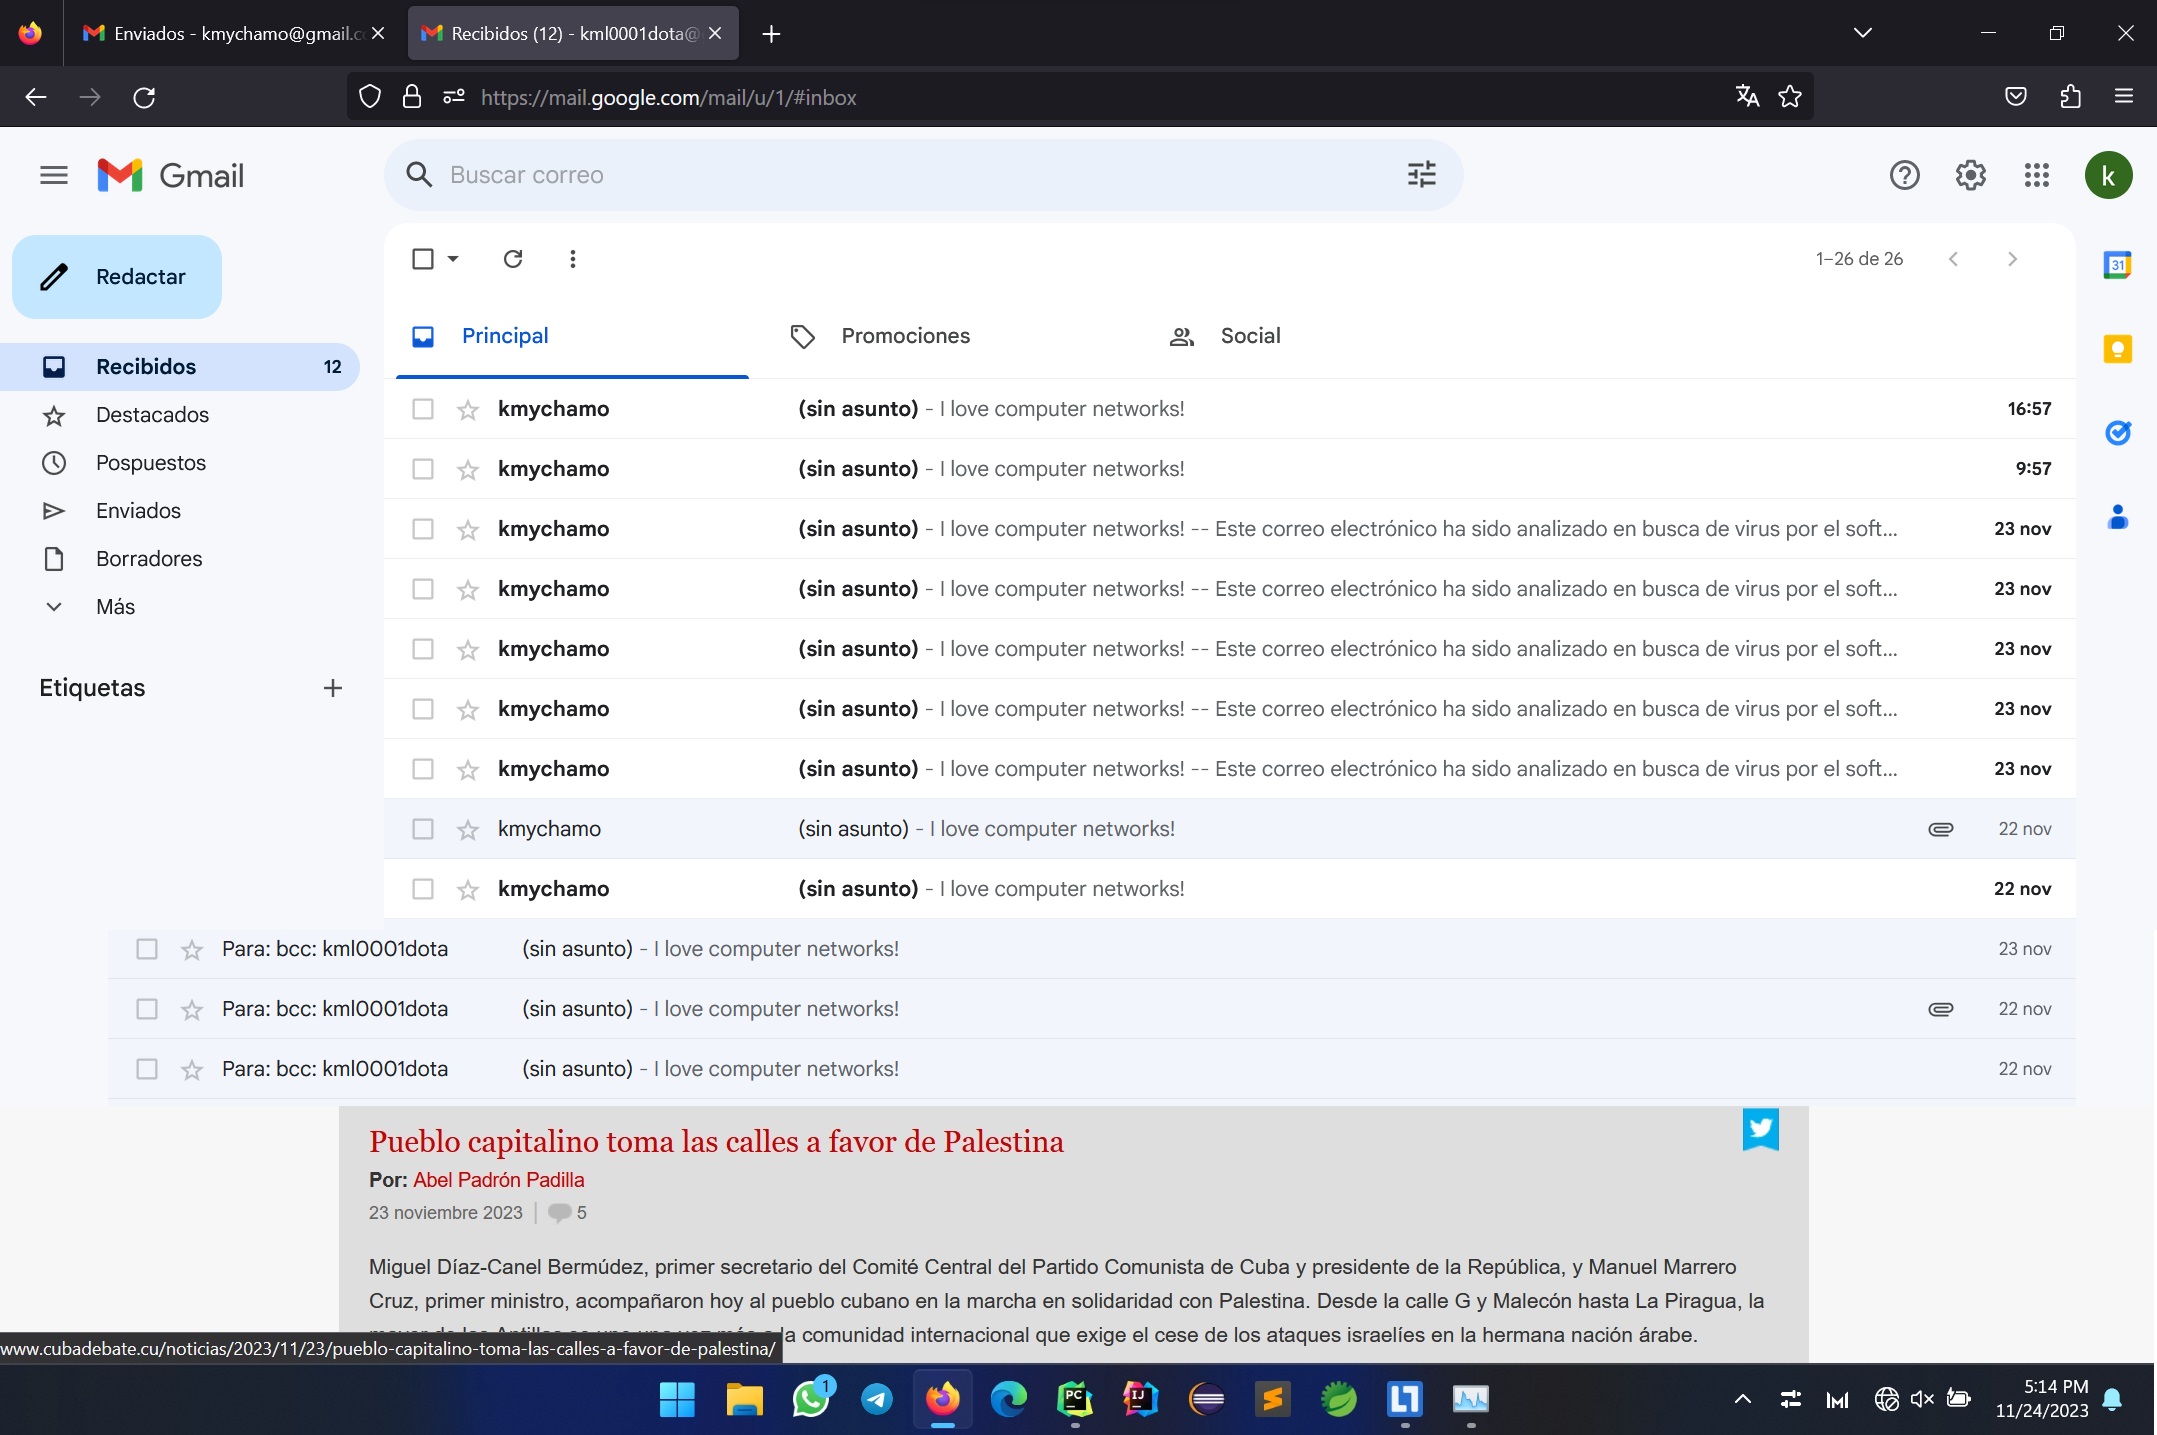 Enviados - kmychamo@gmail.c
Recibidos (12) - kml0001dota@
https://mail.google.com/mail/u/1/#inbox
Gmail
Buscar correo
k
Redactar
1–26 de 26
31
Principal
Promociones
Social
Recibidos 12
Destacados
Pospuestos
Enviados
Borradores
Más
Etiquetas
kmychamo (sin asunto) - I love computer networks! 16:57
kmychamo (sin asunto) - I love computer networks! 9:57
kmychamo (sin asunto) - I love computer networks! -- Este correo electrónico ha sido analizado en busca de virus por el soft... 23 nov
kmychamo (sin asunto) - I love computer networks! -- Este correo electrónico ha sido analizado en busca de virus por el soft... 23 nov
kmychamo (sin asunto) - I love computer networks! -- Este correo electrónico ha sido analizado en busca de virus por el soft... 23 nov
kmychamo (sin asunto) - I love computer networks! -- Este correo electrónico ha sido analizado en busca de virus por el soft... 23 nov
kmychamo (sin asunto) - I love computer networks! -- Este correo electrónico ha sido analizado en busca de virus por el soft... 23 nov
kmychamo (sin asunto) - I love computer networks! 22 nov
kmychamo (sin asunto) - I love computer networks! 22 nov
Para: bcc: kml0001dota (sin asunto) - I love computer networks! 23 nov
Para: bcc: kml0001dota (sin asunto) - I love computer networks! 22 nov
Para: bcc: kml0001dota (sin asunto) - I love computer networks! 22 nov
Pueblo capitalino toma las calles a favor de Palestina
Por: Abel Padrón Padilla
23 noviembre 2023 | 5
Miguel Díaz-Canel Bermúdez, primer secretario del Comité Central del Partido Comunista de Cuba y presidente de la República, y Manuel Marrero
Cruz, primer ministro, acompañaron hoy al pueblo cubano en la marcha en solidaridad con Palestina. Desde la calle G y Malecón hasta La Piragua, la
la comunidad internacional que exige el cese de los ataques israelíes en la hermana nación árabe.
www.cubadebate.cu/noticias/2023/11/23/pueblo-capitalino-toma-las-calles-a-favor-de-palestina/
1
PC
IJ
5:14 PM
11/24/2023